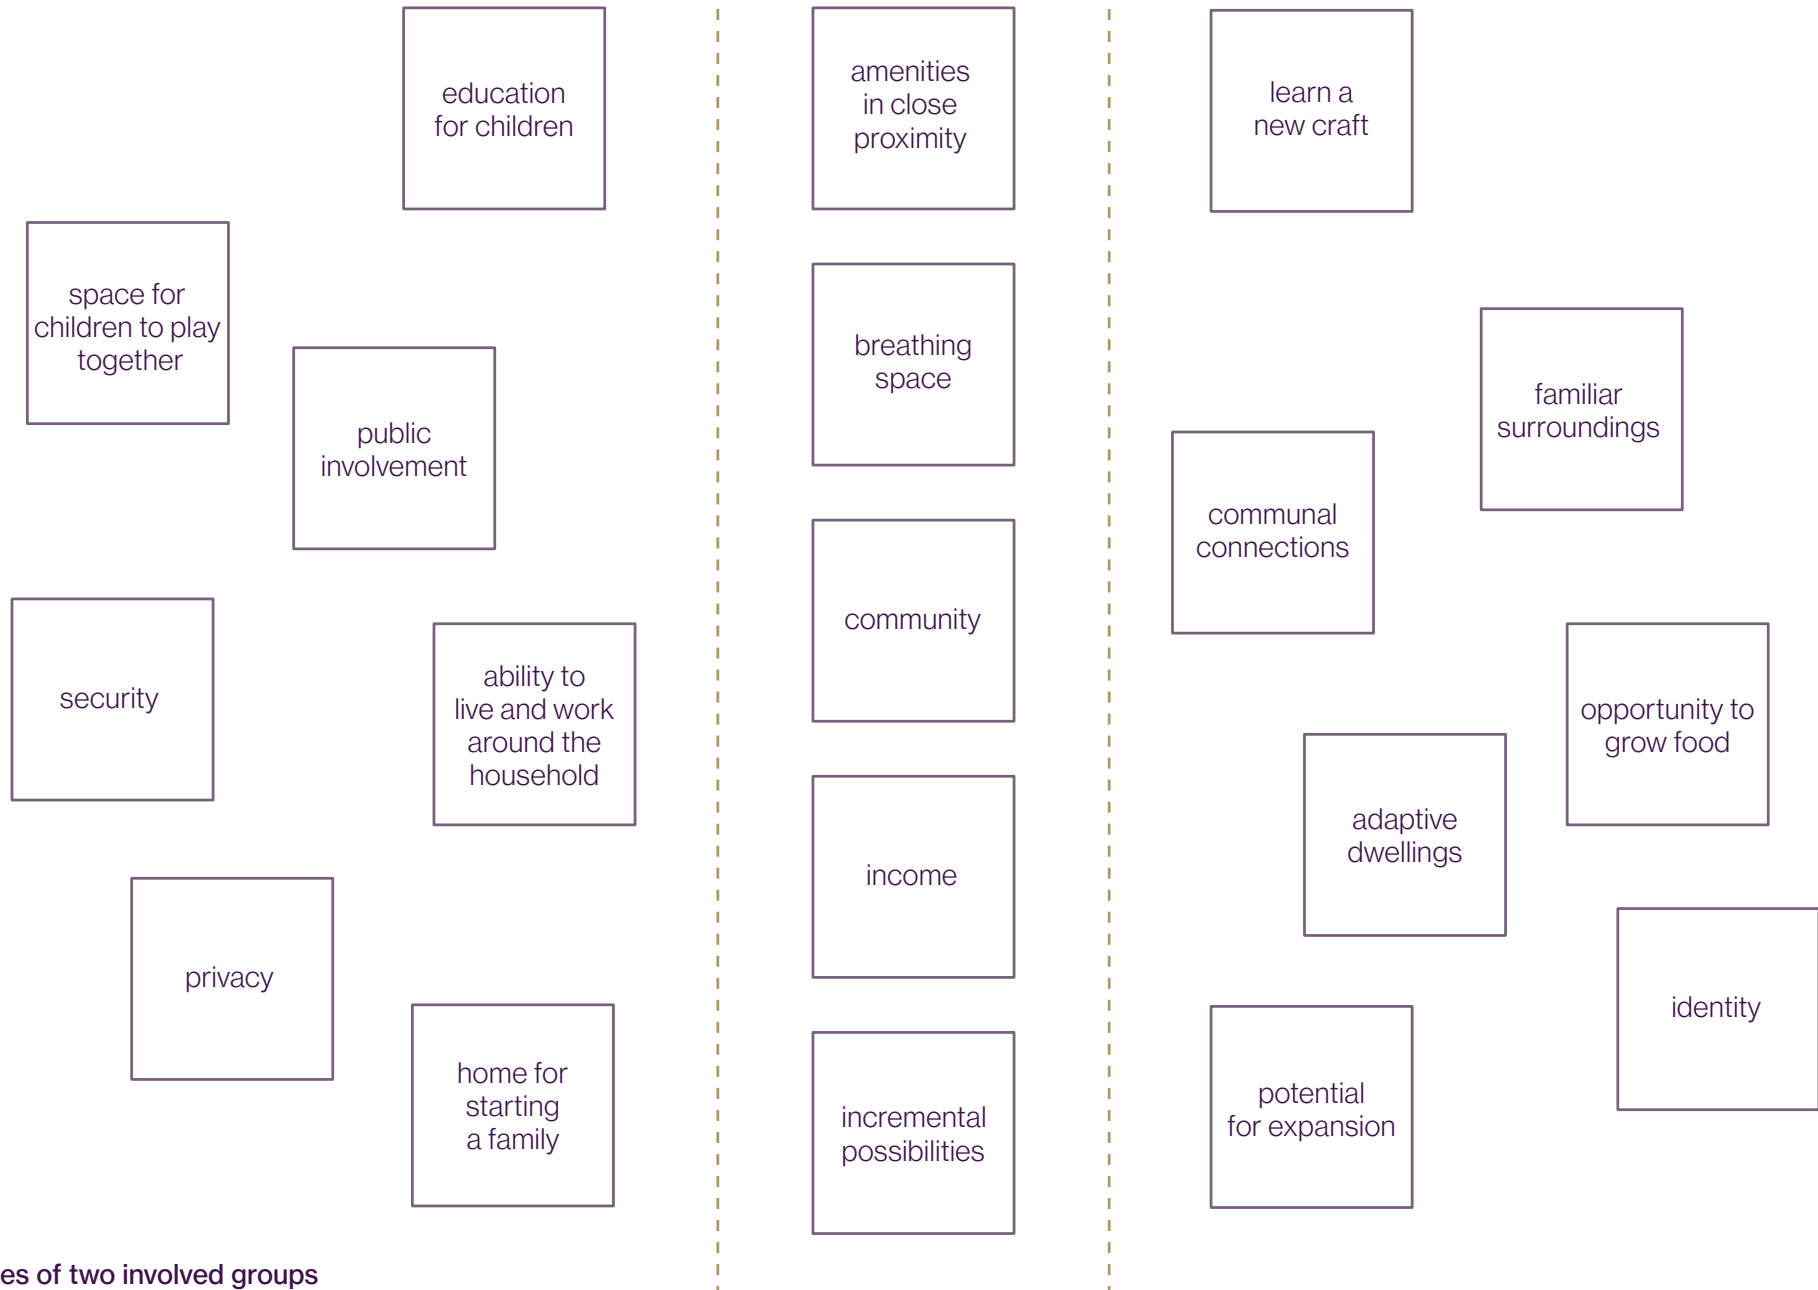 education
for children
space for
children to play
together
public
involvement
security
ability to
live and work
around the
household
privacy
home for
starting
a family
amenities
in close
proximity
breathing
space
community
income
incremental
possibilities
learn a
new craft
familiar
surroundings
communal
connections
opportunity to
grow food
adaptive
dwellings
identity
potential
for expansion
es of two involved groups